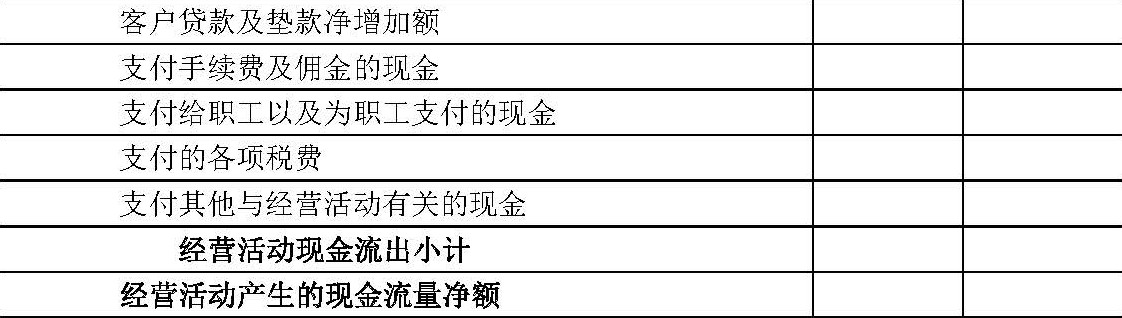 客户贷款及垫款净增加额
支付手续费及佣金的现金
支付给职工以及为职工支付的现金
支付的各项税费
支付其他与经营活动有关的现金
经营活动现金流出小计
经营活动产生的现金流量净额